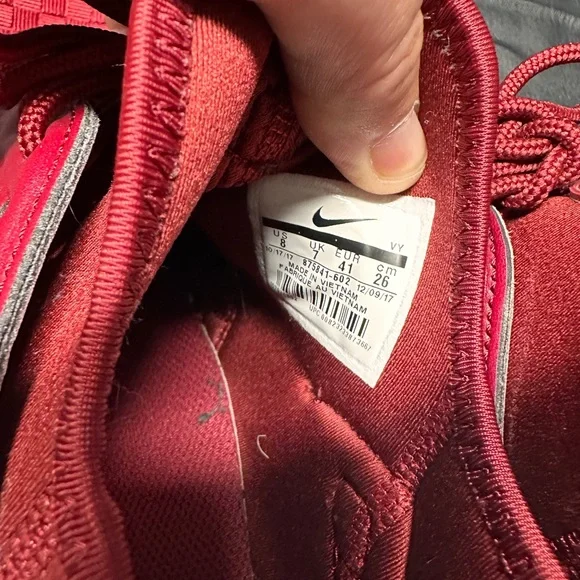 VY
US UK EUR cm
8 7 41 26
875841-602 12/09/17
MADE IN VIETNAM
FABRIQUE AU VIETNAM